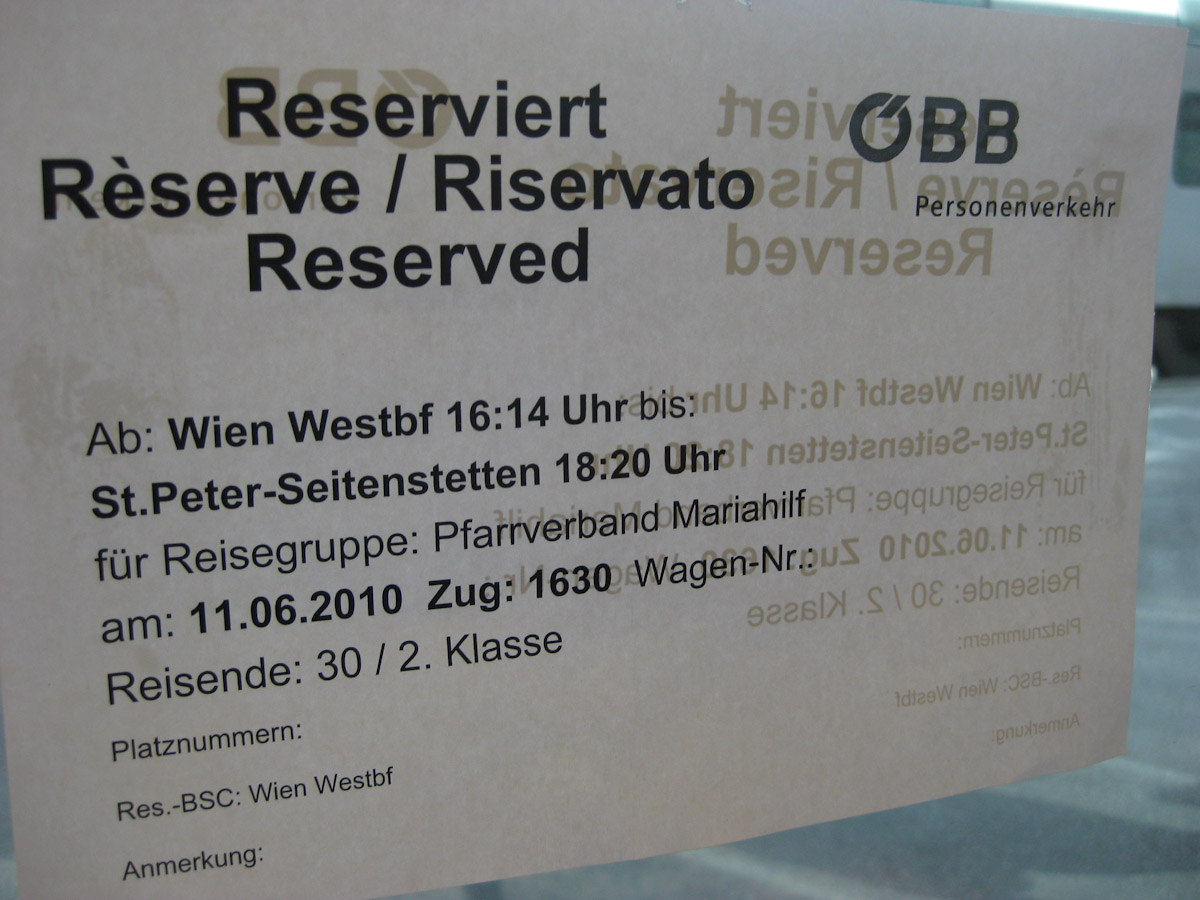 Reserviert
Rèserve / Riservato
Reserved
ÖBB
Personenverkehr
Ab: Wien Westbf 16:14 Uhr bis:
St.Peter-Seitenstetten 18:20 Uhr
für Reisegruppe: Pfarrverband Mariahilf
am: 11.06.2010 Zug: 1630 Wagen-Nr.:
Reisende: 30 / 2. Klasse
Platznummern:
Res.-BSC: Wien Westbf
Anmerkung: